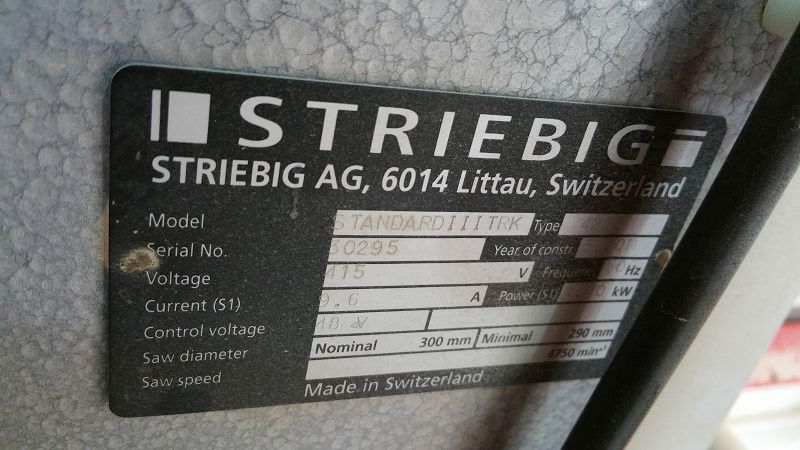 STRIEBIG
STRIEBIG AG, 6014 Littau, Switzerland
Model STANDARDIIITRK Type
Serial No. 30295 Year of constr.
Voltage 415 V Frequency Hz
Current (S1) 9.6 A Power (S1) kW
Control voltage 48 V
Saw diameter Nominal 300 mm Minimal 290 mm
Saw speed 4750 min⁻¹
Made in Switzerland